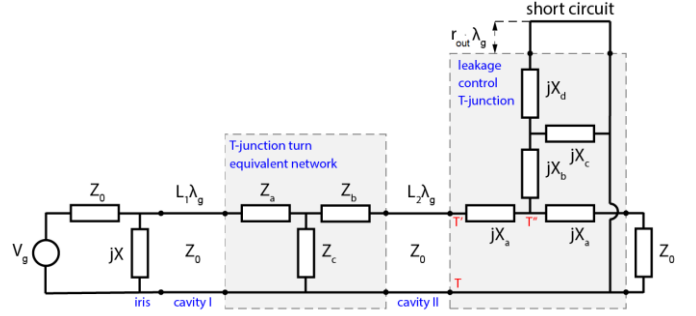 short circuit
r_out λ_g
leakage
control
T-junction
jX_d
jX_c
jX_b
T-junction turn
equivalent network
Z_0
L_1λ_g
Z_a
Z_b
L_2λ_g
T'
T"
jX_a
jX_a
V_g
jX
Z_0
Z_c
Z_0
Z_0
T
iris
cavity I
cavity II